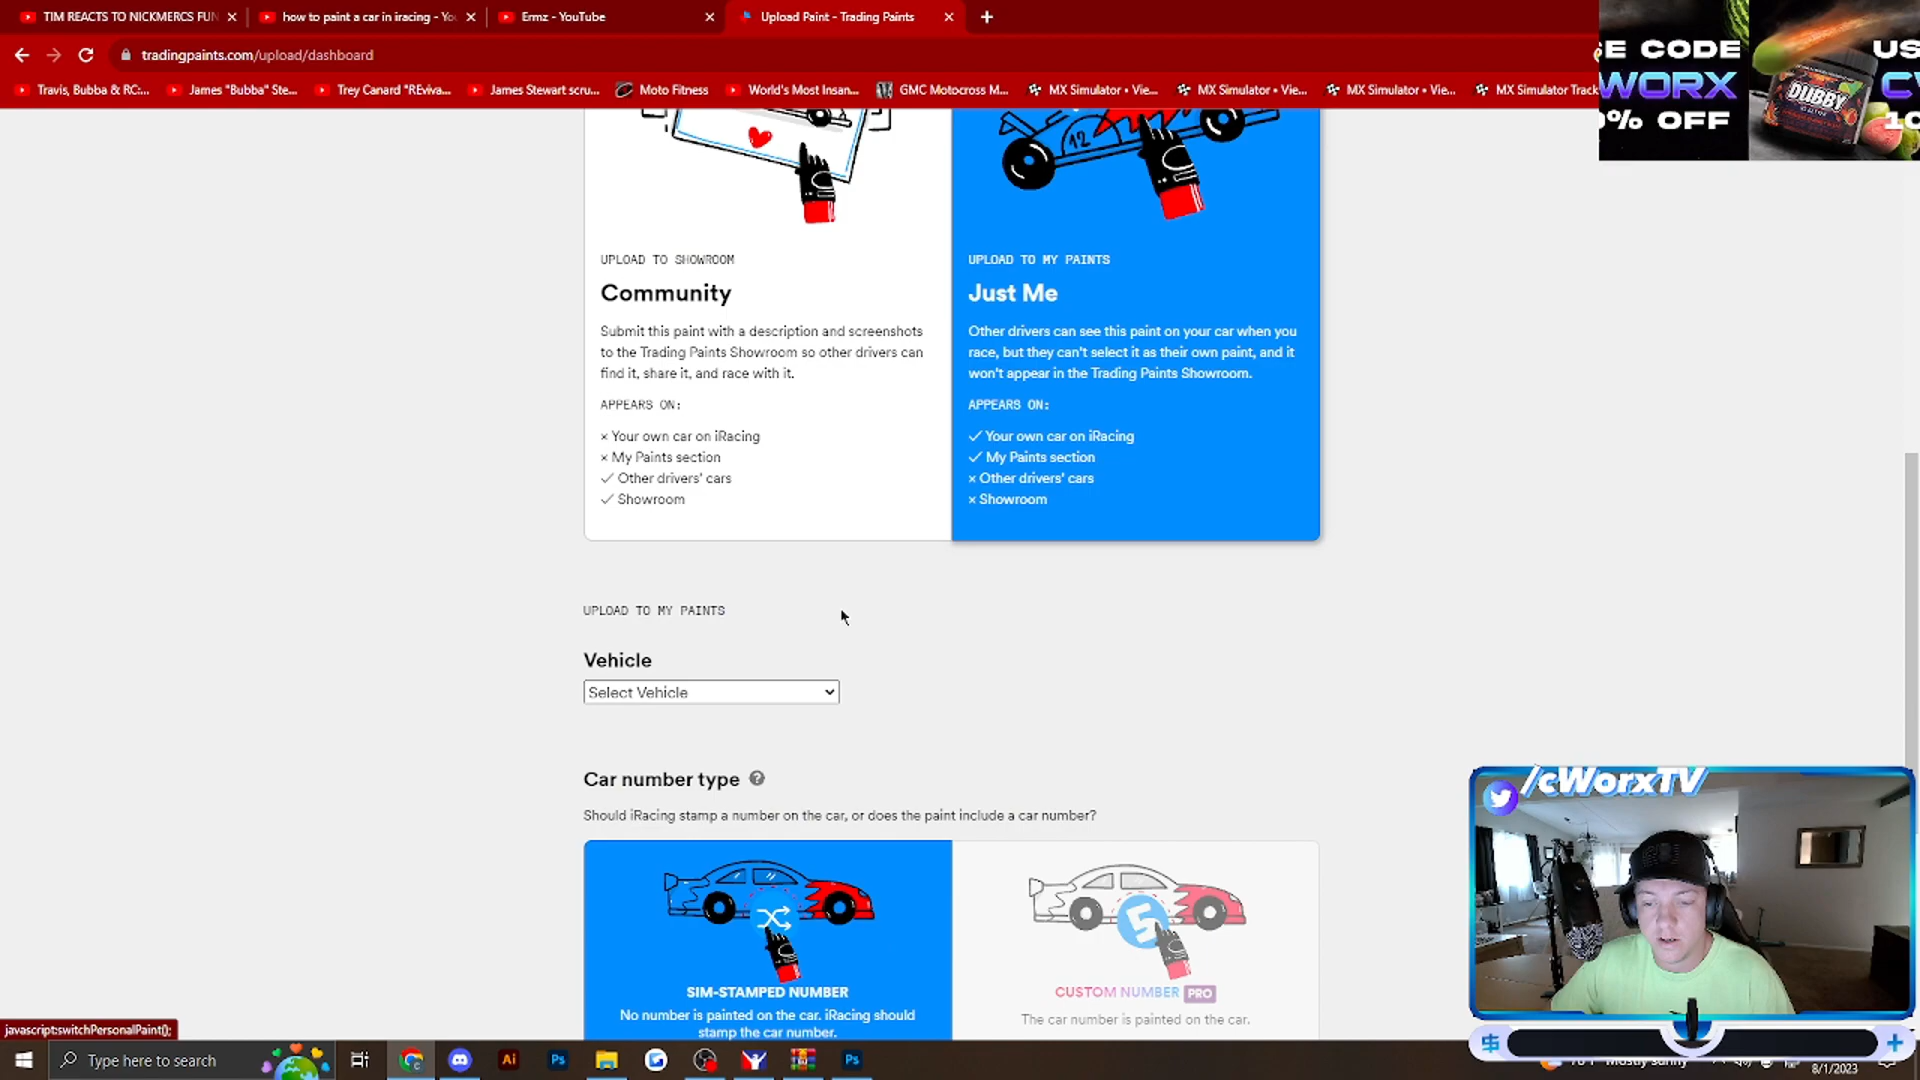 TIM REACTS TO NICKMERCS FUN
how to paint a car in iracing - Yo
Ermz - YouTube
Upload Paint - Trading Paints
tradingpaints.com/upload/dashboard
Travis, Bubba & RC:...
James "Bubba" Ste...
Trey Canard "REviva...
James Stewart scru...
Moto Fitness
World's Most Insan...
GMC Motocross M...
MX Simulator • Vie...
MX Simulator • Vie...
MX Simulator • Vie...
MX Simulator Track
E CODE
WORX
% OFF
DUBBY
US
C
10
12
UPLOAD TO SHOWROOM
Community
Submit this paint with a description and screenshots
to the Trading Paints Showroom so other drivers can
find it, share it, and race with it.
APPEARS ON:
× Your own car on iRacing
× My Paints section
✓ Other drivers' cars
✓ Showroom
UPLOAD TO MY PAINTS
Just Me
Other drivers can see this paint on your car when you
race, but they can't select it as their own paint, and it
won't appear in the Trading Paints Showroom.
APPEARS ON:
✓ Your own car on iRacing
✓ My Paints section
× Other drivers' cars
× Showroom
UPLOAD TO MY PAINTS
Vehicle
Select Vehicle
Car number type
Should iRacing stamp a number on the car, or does the paint include a car number?
SIM-STAMPED NUMBER
No number is painted on the car. iRacing should
stamp the car number.
5
CUSTOM NUMBER PRO
The car number is painted on the car.
/cWorxTV
javascript:switchPersonalPaint();
Type here to search
Ai
Ps
Ps
Mostly sunny
8/1/2023